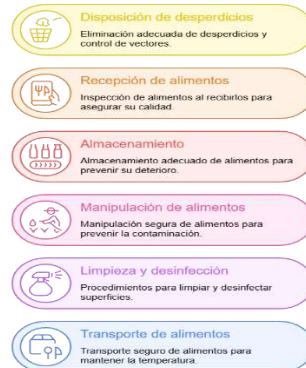 Disposición de desperdicios
Eliminación adecuada de desperdicios y
control de vectores.
Recepción de alimentos
Inspección de alimentos al recibirlos para
asegurar su calidad.
Almacenamiento
Almacenamiento adecuado de alimentos para
prevenir su deterioro.
Manipulación de alimentos
Manipulación segura de alimentos para
prevenir la contaminación.
Limpieza y desinfección
Procedimientos para limpiar y desinfectar
superficies.
Transporte de alimentos
Transporte seguro de alimentos para
mantener la temperatura.